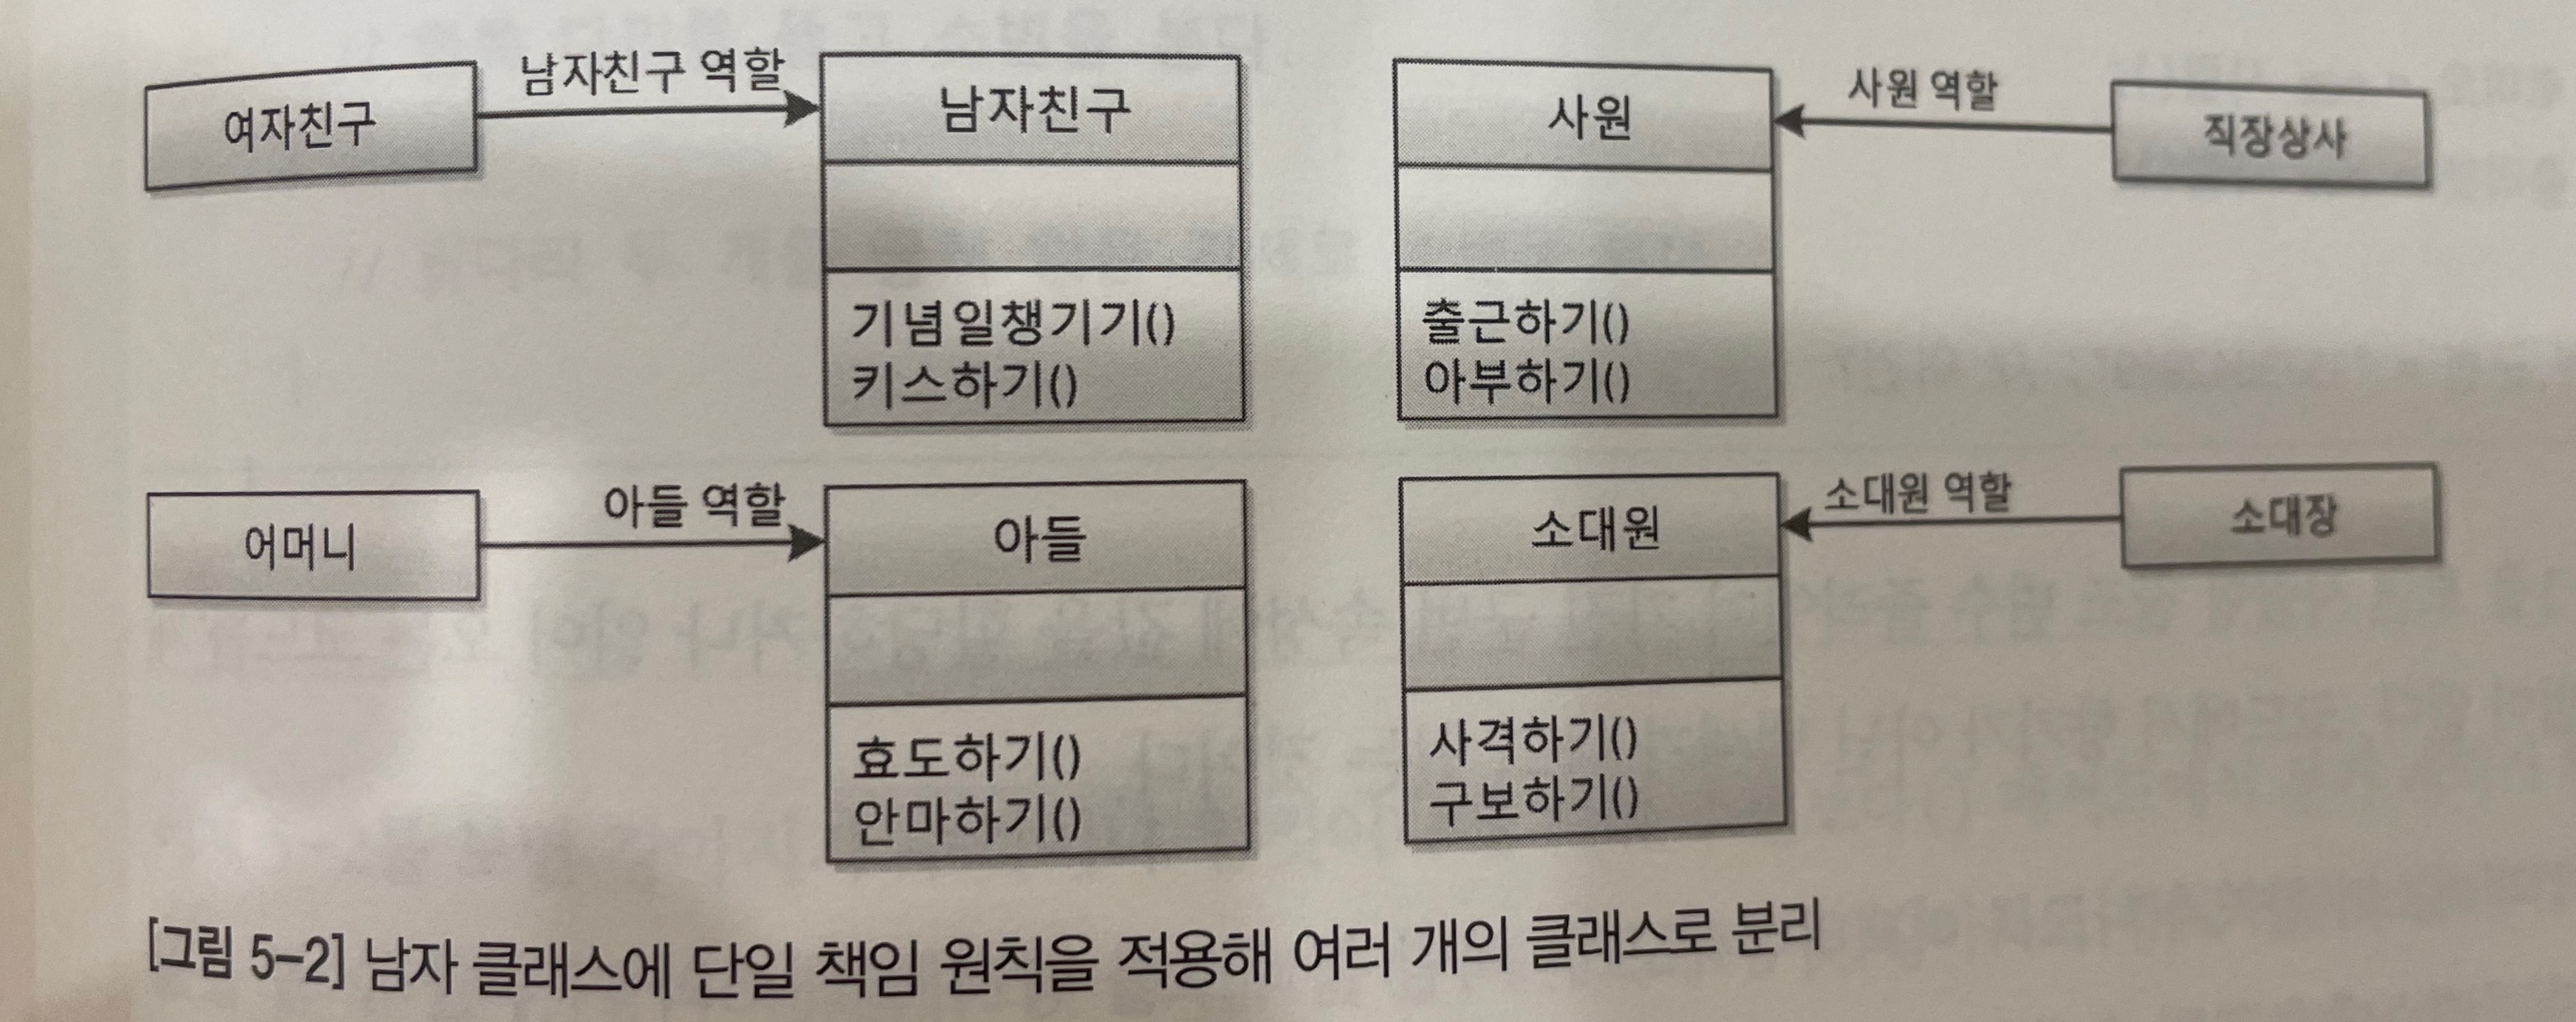 여자친구
남자친구 역할
남자친구
기념일챙기기()
키스하기()
사원
출근하기()
아부하기()
사원 역할
직장상사
어머니
아들 역할
아들
효도하기()
안마하기()
소대원
사격하기()
구보하기()
소대원 역할
소대장
[그림 5-2] 남자 클래스에 단일 책임 원칙을 적용해 여러 개의 클래스로 분리